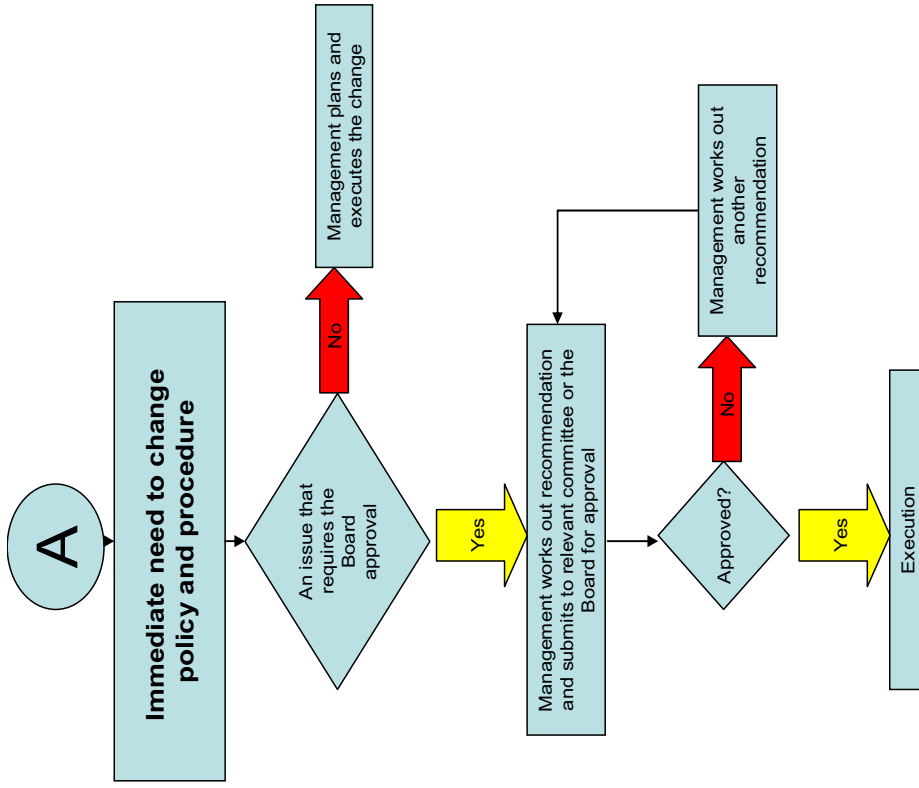 A
Immediate need to change
policy and procedure
An issue that
requires the
Board
approval
No
Management plans and
executes the change
Yes
Management works out recommendation
and submits to relevant committee or the
Board for approval
Approved?
No
Management works out
another
recommendation
Yes
Execution